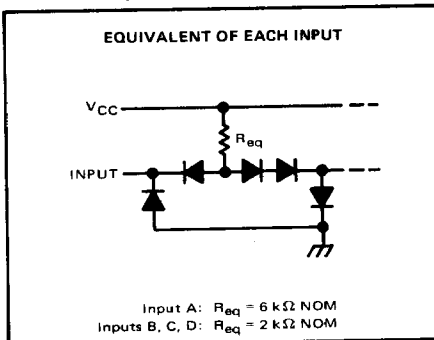 EQUIVALENT OF EACH INPUT
VCC
Req
INPUT
Input A: Req = 6 kΩ NOM
Inputs B, C, D: Req = 2 kΩ NOM